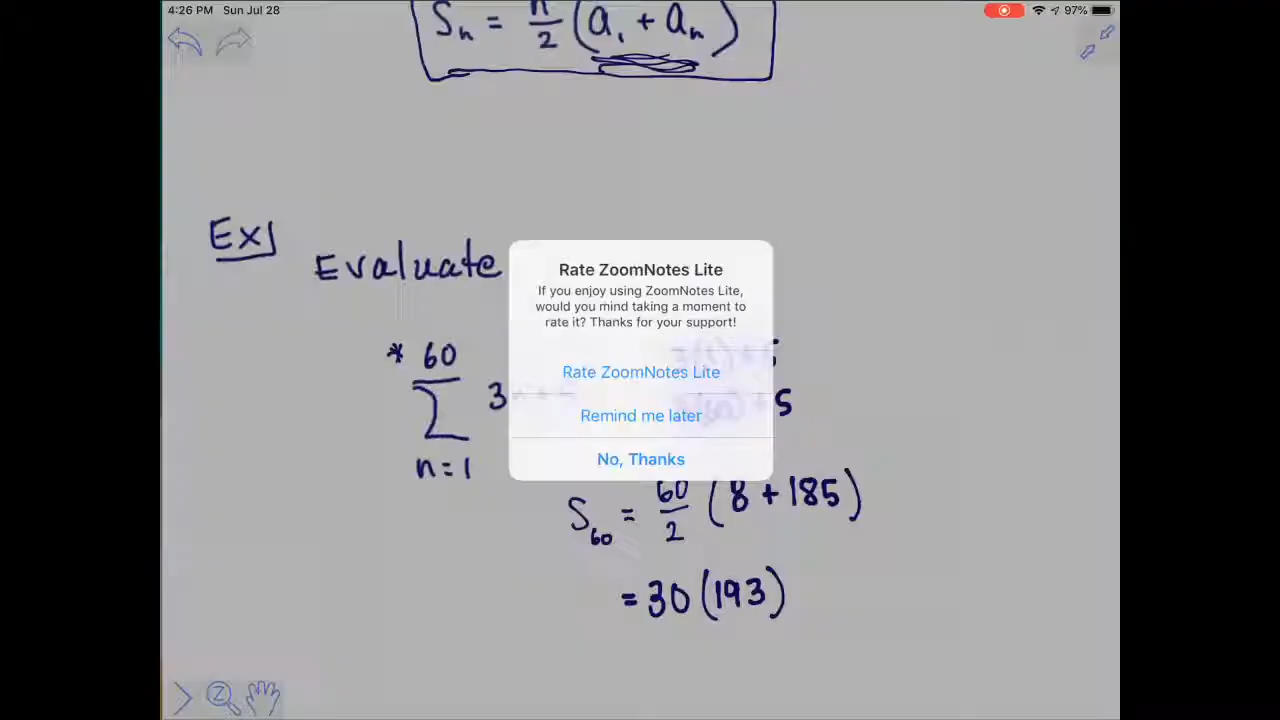 4:26 PM Sun Jul 28 97%
Sn = n/2 (a1 + an)
Ex]
Evaluate
Rate ZoomNotes Lite
If you enjoy using ZoomNotes Lite,
would you mind taking a moment to
rate it? Thanks for your support!
* 60
Σ 3
n=1
Rate ZoomNotes Lite
5
Remind me later
No, Thanks
S60 = 60/2 (8 + 185)
= 30 (193)